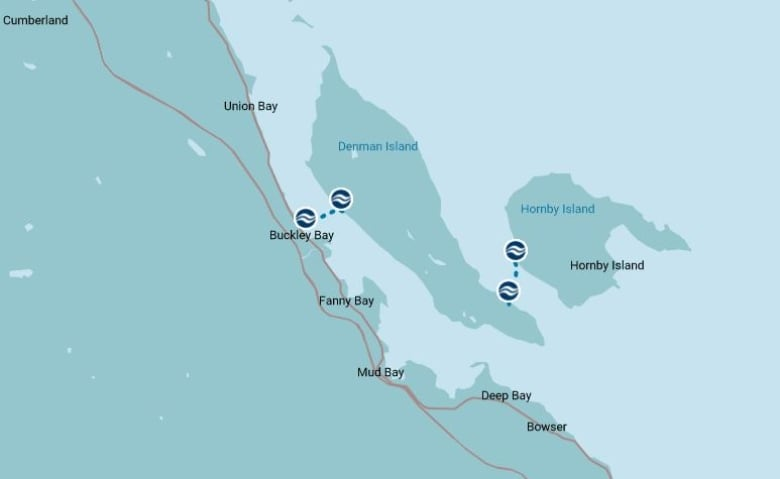 Cumberland
Union Bay
Denman Island
Hornby Island
Buckley Bay
Hornby Island
Fanny Bay
Mud Bay
Deep Bay
Bowser